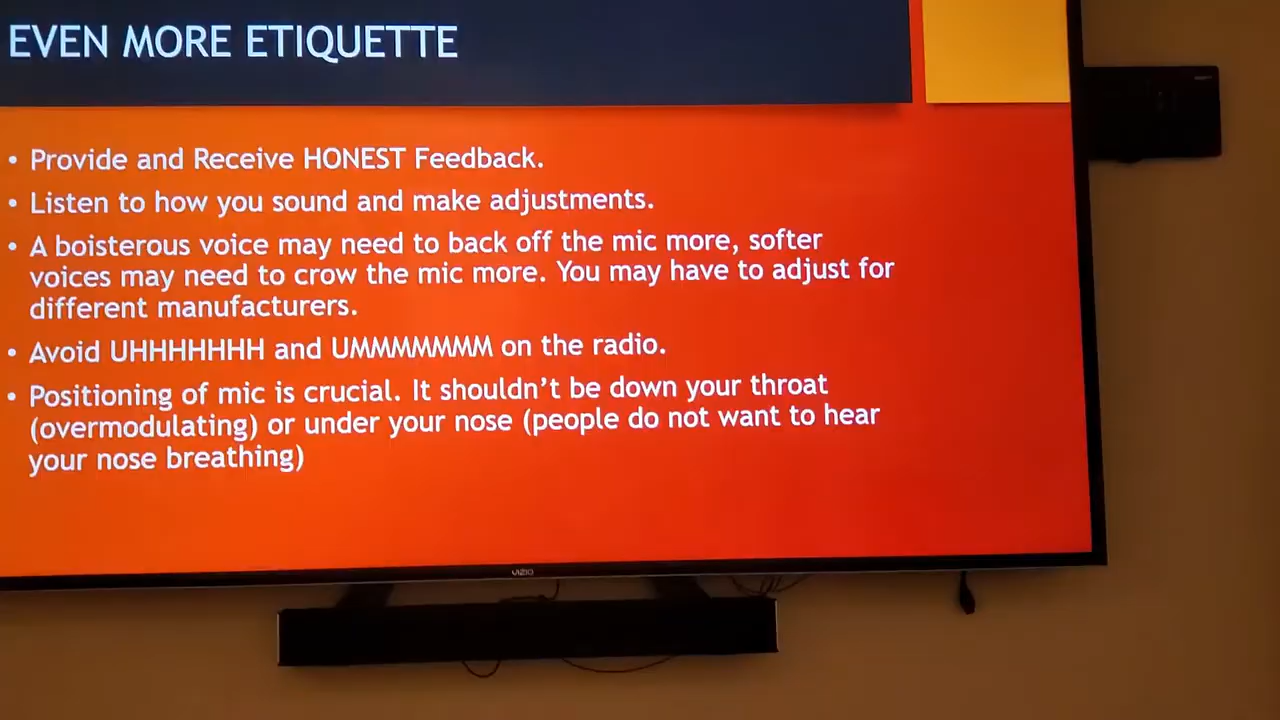 EVEN MORE ETIQUETTE
• Provide and Receive HONEST Feedback.
• Listen to how you sound and make adjustments.
• A boisterous voice may need to back off the mic more, softer
voices may need to crow the mic more. You may have to adjust for
different manufacturers.
• Avoid UHHHHHHH and UMMMMMMM on the radio.
• Positioning of mic is crucial. It shouldn't be down your throat
(overmodulating) or under your nose (people do not want to hear
your nose breathing)
VIZIO